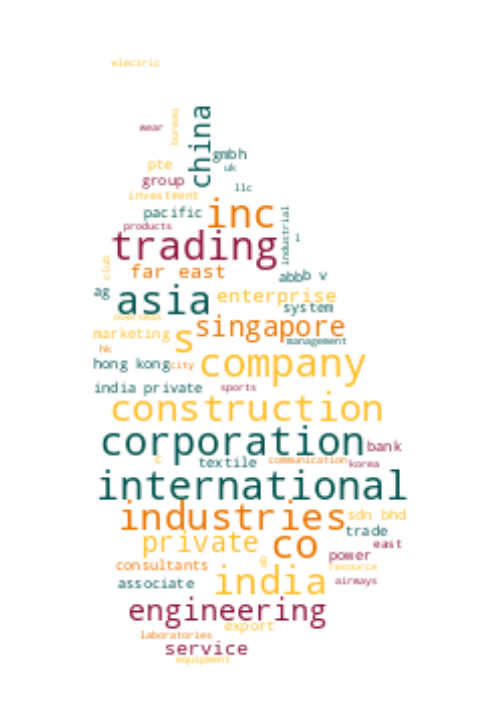 electric
wear
bureau
china
gmbh
uk
pte
group
llc
investment
pacific
inc
industrial
products
trading
l
club
far east
abb
b v
ag
asia
enterprise
system
overseas
singapore
marketing
s
management
hk
hong kong
city
company
india private
sports
construction
corporation
bank
c
textile
communication
korea
international
industries
sdn bhd
trade
private
co
east
power
consultants
g
resource
associate
india
airways
engineering
export
laboratories
service
equipment